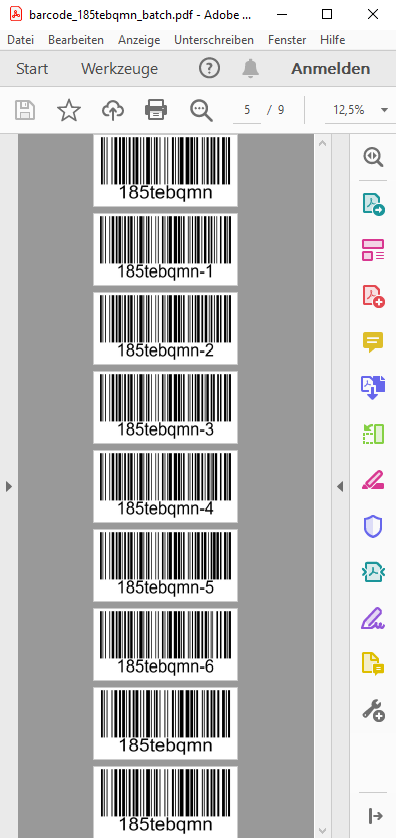 barcode_185tebqmn_batch.pdf - Adobe ...
Datei Bearbeiten Anzeige Unterschreiben Fenster Hilfe
Start Werkzeuge Anmelden
5 / 9 12,5%
185tebqmn
185tebqmn-1
185tebqmn-2
185tebqmn-3
185tebqmn-4
185tebqmn-5
185tebqmn-6
185tebqmn
185tebqmn